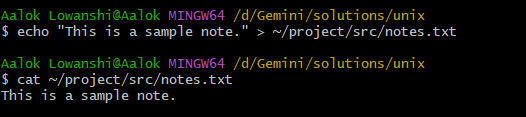 Aalok Lowanshi@Aalok MINGW64 /d/Gemini/solutions/unix
$ echo "This is a sample note." > ~/project/src/notes.txt
Aalok Lowanshi@Aalok MINGW64 /d/Gemini/solutions/unix
$ cat ~/project/src/notes.txt
This is a sample note.